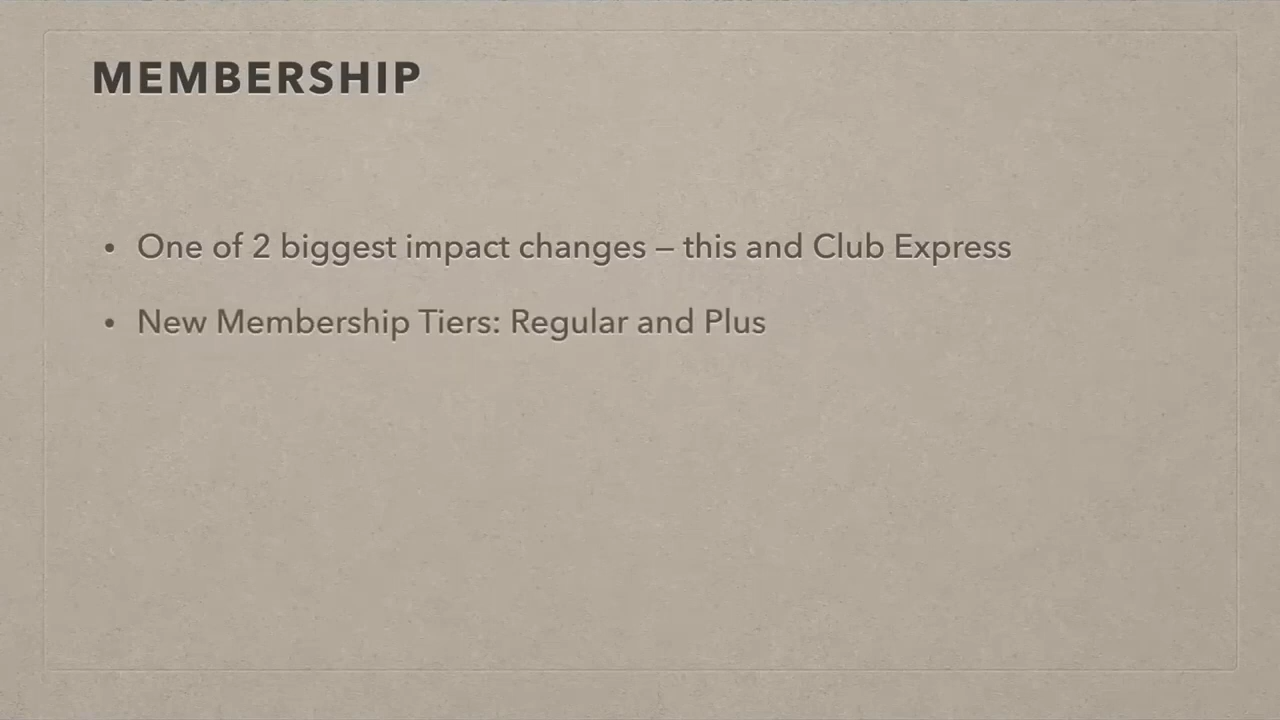 MEMBERSHIP
• One of 2 biggest impact changes – this and Club Express
• New Membership Tiers: Regular and Plus